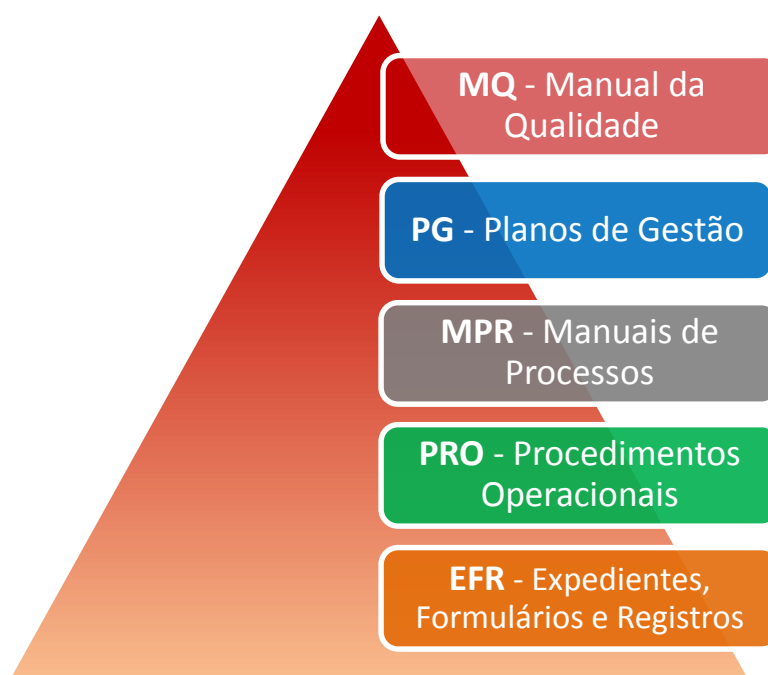 MQ - Manual da
Qualidade
PG - Planos de Gestão
MPR - Manuais de
Processos
PRO - Procedimentos
Operacionais
EFR - Expedientes,
Formulários e Registros